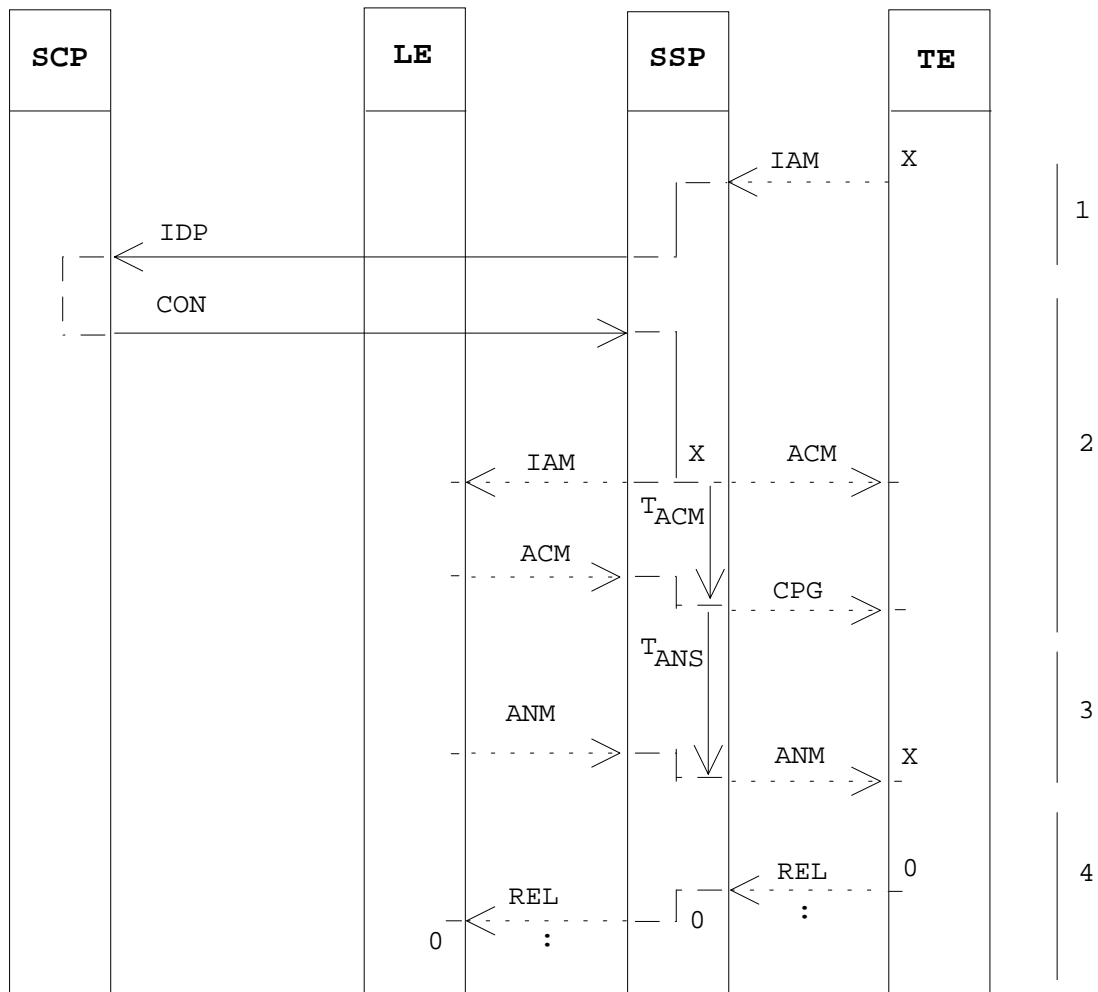 SCP LE SSP TE
IAM X
1
IDP
CON
2
IAM X ACM
TACM
ACM
CPG
TANS
3
ANM
ANM X
4
REL 0
REL 0 :
0 :